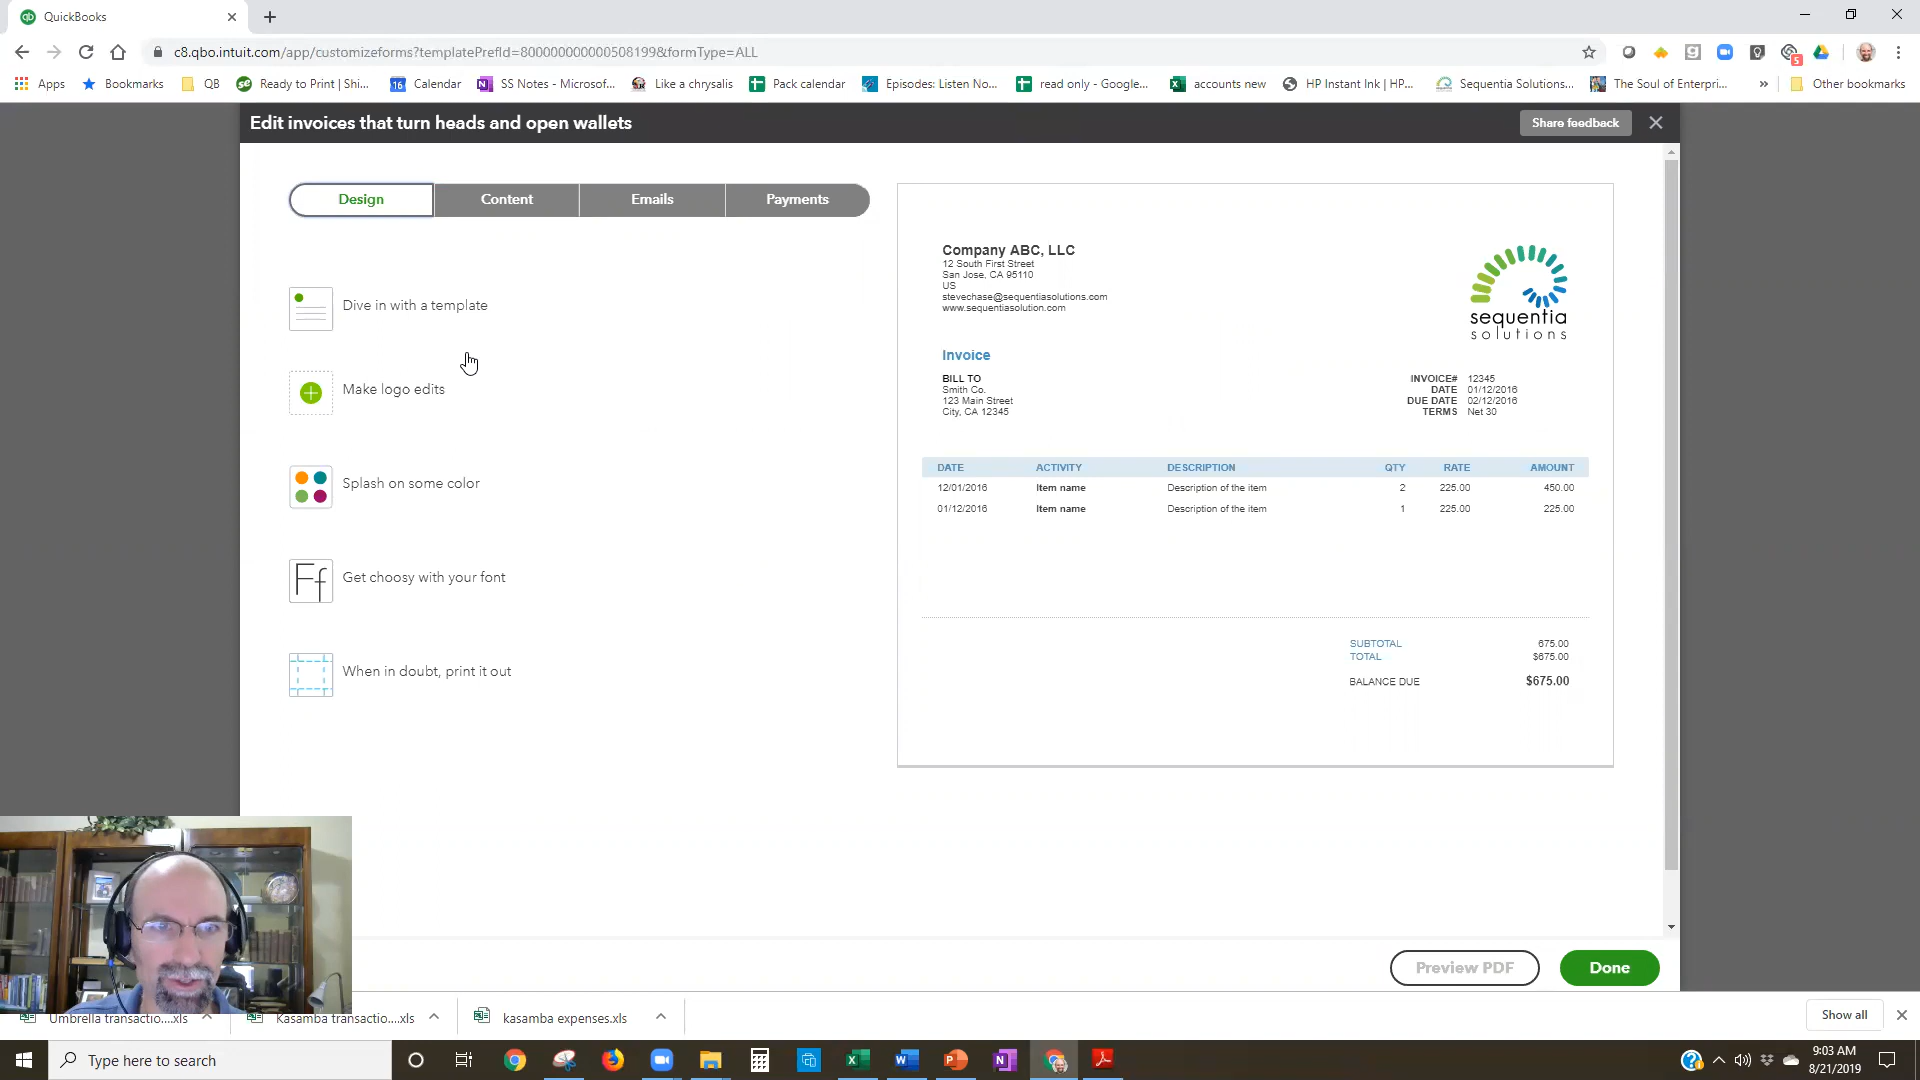 QuickBooks
c8.qbo.intuit.com/app/customizeforms?templatePrefId=800000000000508199&formType=ALL
5
Apps Bookmarks QB Ready to Print | Shi... Calendar SS Notes - Microsof... Like a chrysalis Pack calendar Episodes: Listen No... read only - Google... accounts new HP Instant Ink | HP... Sequentia Solutions... The Soul of Enterpri... » Other bookmarks
Edit invoices that turn heads and open wallets
Share feedback
Design Content Emails Payments
Dive in with a template
Make logo edits
Splash on some color
Ff Get choosy with your font
When in doubt, print it out
Company ABC, LLC
12 South First Street
San Jose, CA 95110
US
stevechase@sequentiasolutions.com
www.sequentiasolution.com
sequentia
solutions
Invoice
BILL TO
Smith Co.
123 Main Street
City, CA 12345
INVOICE# 12345
DATE 01/12/2016
DUE DATE 02/12/2016
TERMS Net 30
DATE ACTIVITY DESCRIPTION QTY RATE AMOUNT
12/01/2016 Item name Description of the item 2 225.00 450.00
01/12/2016 Item name Description of the item 1 225.00 225.00
SUBTOTAL 675.00
TOTAL $675.00
BALANCE DUE $675.00
Preview PDF
Done
Umbrella transactio....xls Kasamba transactio....xls kasamba expenses.xls Show all
Type here to search
9:03 AM
8/21/2019